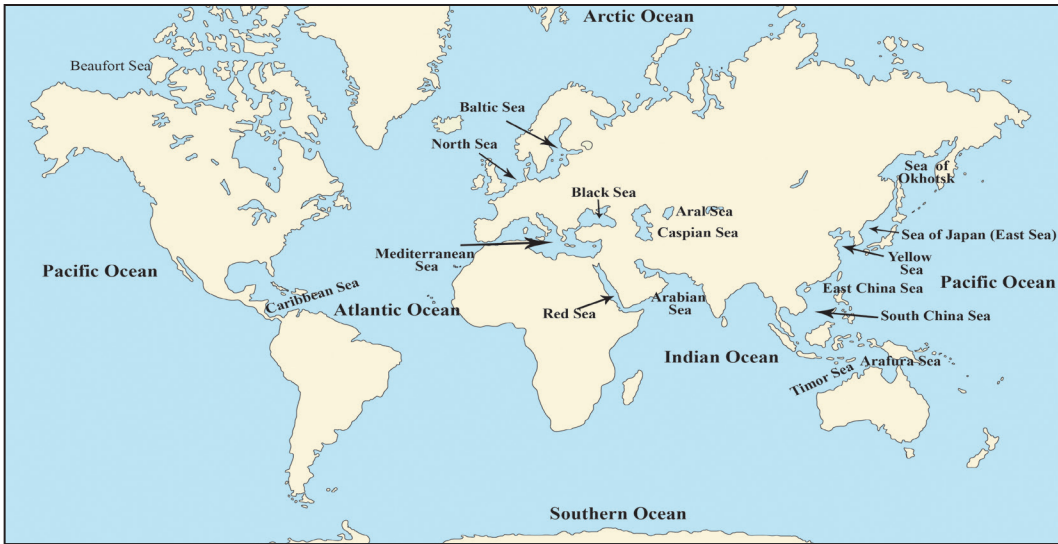 Arctic Ocean
Beaufort Sea
Baltic Sea
North Sea
Sea of
Okhotsk
Black Sea
Aral Sea
Caspian Sea
Sea of Japan (East Sea)
Mediterranean
Sea
Yellow
Sea
Pacific Ocean
Pacific Ocean
Caribbean Sea
Atlantic Ocean
Red Sea
Arabian
Sea
East China Sea
South China Sea
Indian Ocean
Timor Sea
Arafura Sea
Southern Ocean